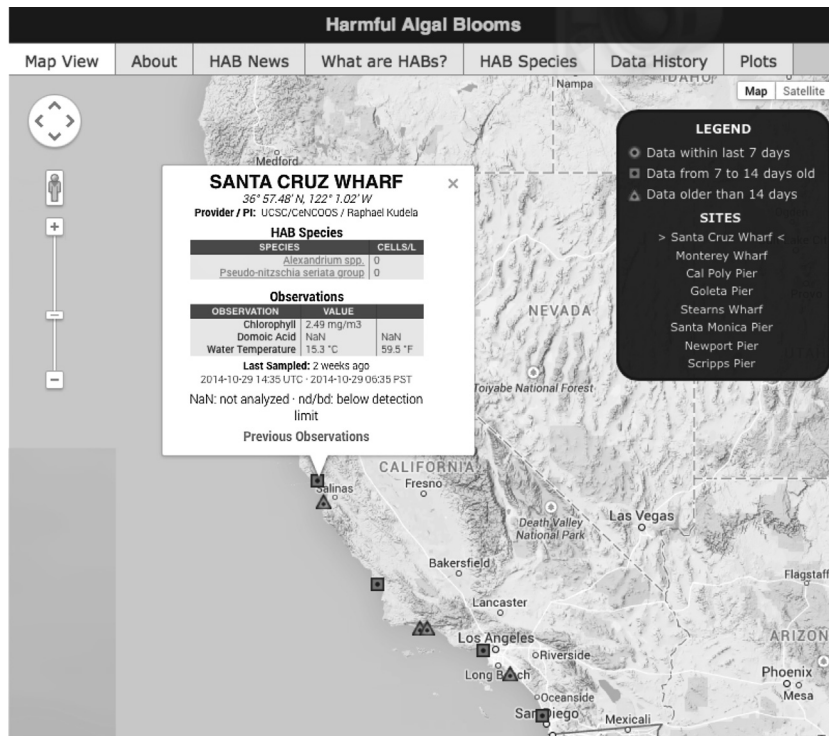 Harmful Algal Blooms
Map View About HAB News What are HABs? HAB Species Data History Plots
IDAHO
Nampa
Map Satellite
Medford
LEGEND
Data within last 7 days
Data from 7 to 14 days old
Data older than 14 days
SITES
> Santa Cruz Wharf <
Monterey Wharf
Cal Poly Pier
Goleta Pier
Stearns Wharf
Santa Monica Pier
Newport Pier
Scripps Pier
SANTA CRUZ WHARF ×
36° 57.48' N, 122° 1.02' W
Provider / PI: UCSC/CeNCOOS / Raphael Kudela
HAB Species
SPECIES CELLS/L
Alexandrium spp. 0
Pseudo-nitzschia seriata group 0
Observations
OBSERVATION VALUE
Chlorophyll 2.49 mg/m3
Domoic Acid NaN NaN
Water Temperature 15.3 °C 59.5 °F
Last Sampled: 2 weeks ago
2014-10-29 14:35 UTC · 2014-10-29 06:35 PST
NaN: not analyzed · nd/bd: below detection
limit
Previous Observations
NEVADA
Toiyabe National Forest
CALIFORNIA
Salinas
Fresno
Death Valley
National Park
Las Vegas
Bakersfield
Flagstaff
Lancaster
Los Angeles
ARIZON
Riverside
Long B ch
Phoenix
Mesa
Oceanside
San Diego
Mexicali